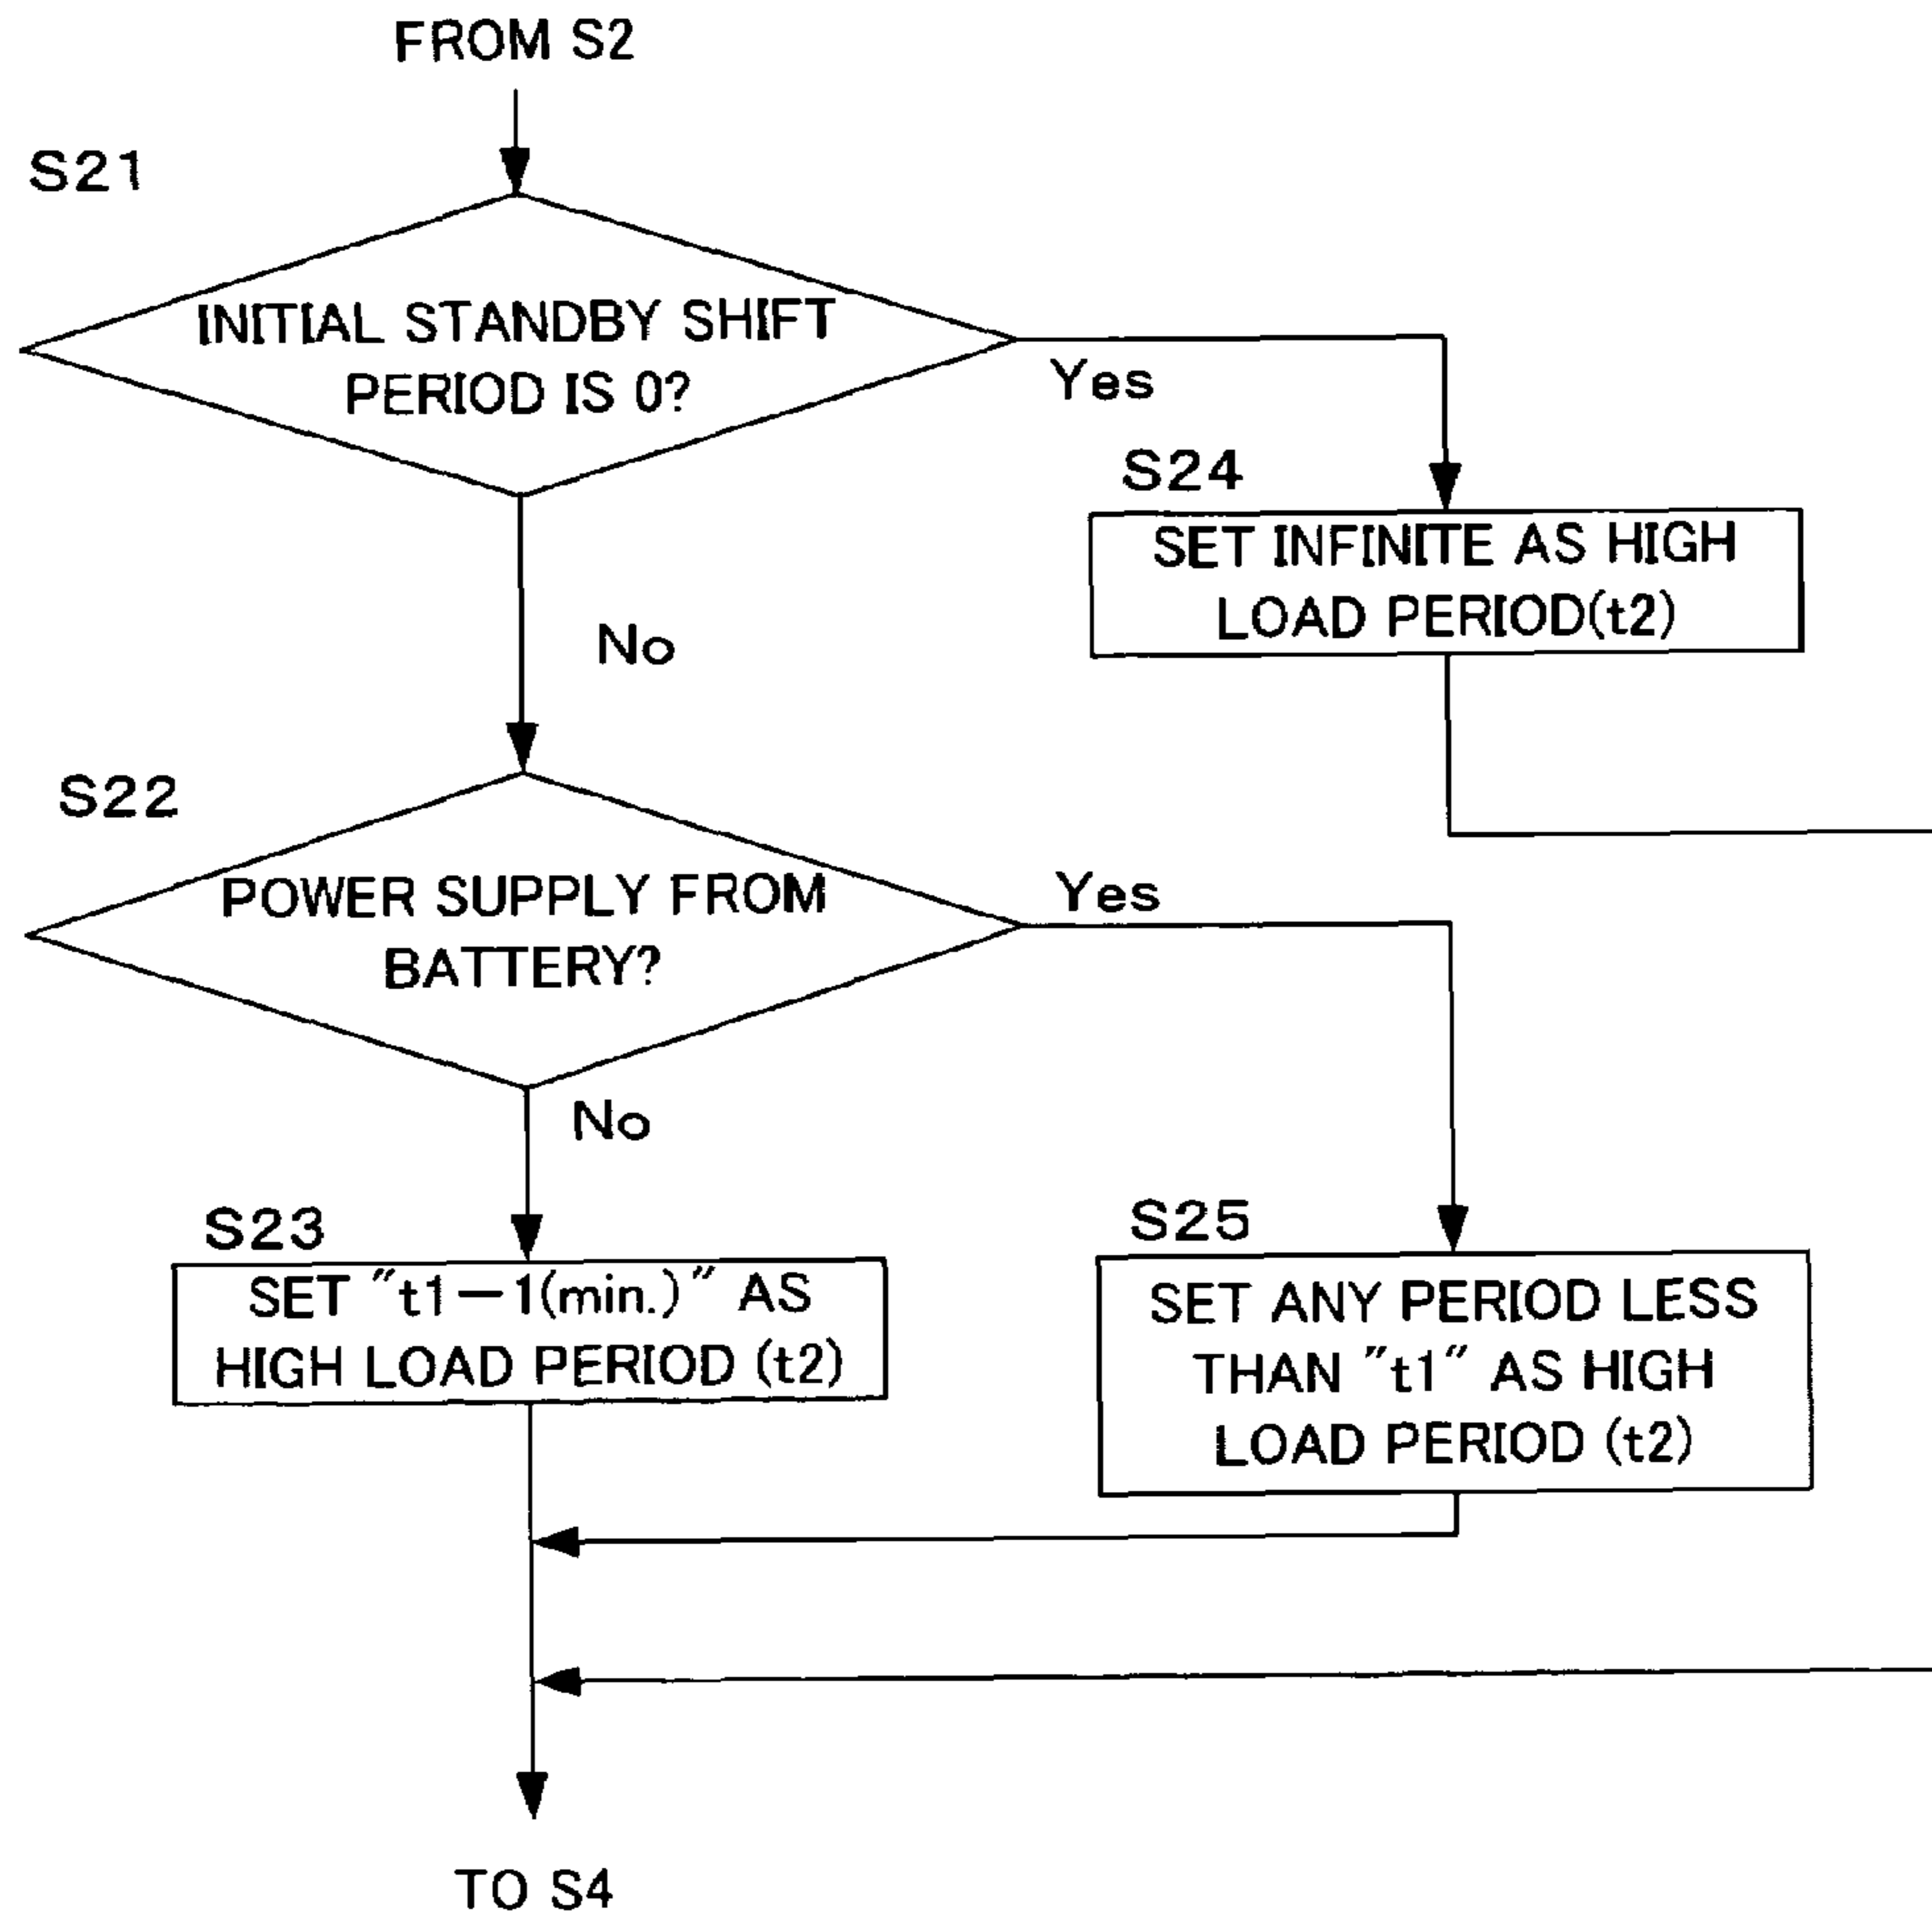 FROM S2
S21
INITIAL STANDBY SHIFT
PERIOD IS 0?
Yes
S24
SET INFINITE AS HIGH
LOAD PERIOD(t2)
No
S22
POWER SUPPLY FROM
BATTERY?
Yes
No
S23
SET "t1−1(min.)" AS
HIGH LOAD PERIOD (t2)
S25
SET ANY PERIOD LESS
THAN "t1" AS HIGH
LOAD PERIOD (t2)
TO S4